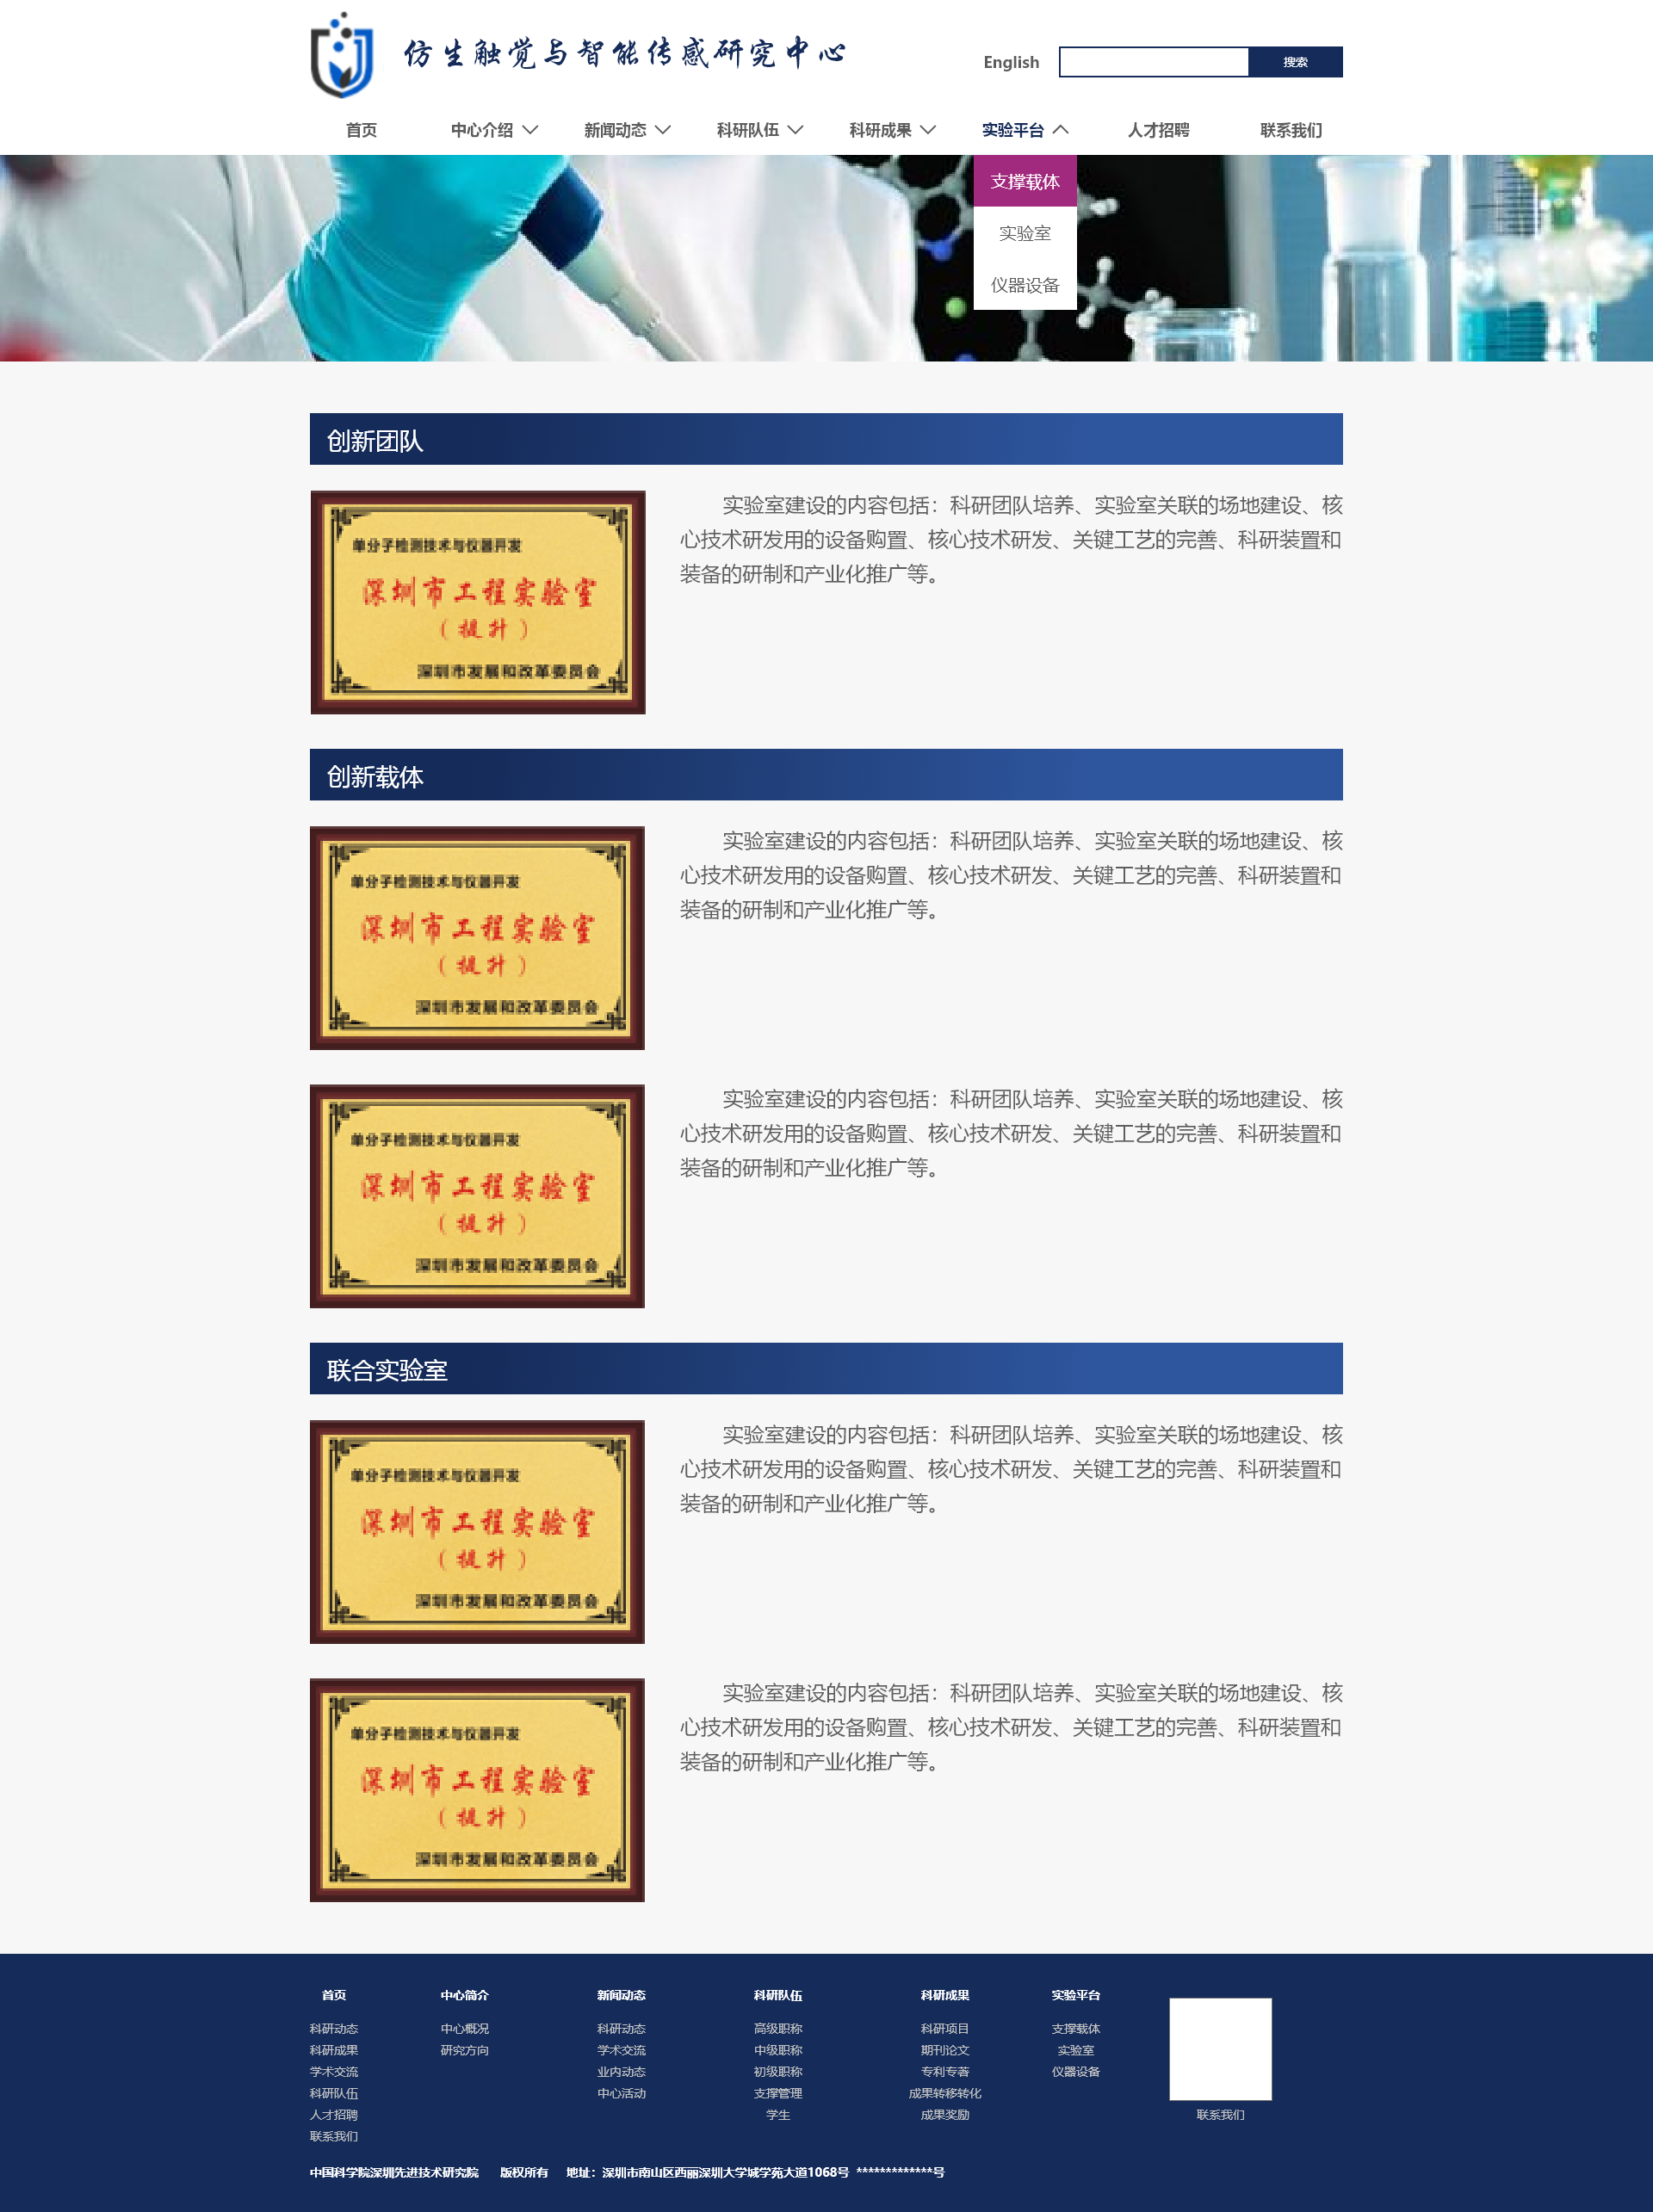 仿生触觉与智能传感研究中心
English 搜索
首页 中心介绍 新闻动态 科研队伍 科研成果 实验平台 人才招聘 联系我们
支撑载体
实验室
仪器设备
创新团队
单分子检测技术与仪器开发
深圳市工程实验室
(提升)
深圳市发展和改革委员会
实验室建设的内容包括：科研团队培养、实验室关联的场地建设、核
心技术研发用的设备购置、核心技术研发、关键工艺的完善、科研装置和
装备的研制和产业化推广等。
创新载体
单分子检测技术与仪器开发
深圳市工程实验室
(提升)
深圳市发展和改革委员会
实验室建设的内容包括：科研团队培养、实验室关联的场地建设、核
心技术研发用的设备购置、核心技术研发、关键工艺的完善、科研装置和
装备的研制和产业化推广等。
单分子检测技术与仪器开发
深圳市工程实验室
(提升)
深圳市发展和改革委员会
实验室建设的内容包括：科研团队培养、实验室关联的场地建设、核
心技术研发用的设备购置、核心技术研发、关键工艺的完善、科研装置和
装备的研制和产业化推广等。
联合实验室
单分子检测技术与仪器开发
深圳市工程实验室
(提升)
深圳市发展和改革委员会
实验室建设的内容包括：科研团队培养、实验室关联的场地建设、核
心技术研发用的设备购置、核心技术研发、关键工艺的完善、科研装置和
装备的研制和产业化推广等。
单分子检测技术与仪器开发
深圳市工程实验室
(提升)
深圳市发展和改革委员会
实验室建设的内容包括：科研团队培养、实验室关联的场地建设、核
心技术研发用的设备购置、核心技术研发、关键工艺的完善、科研装置和
装备的研制和产业化推广等。
首页
科研动态
科研成果
学术交流
科研队伍
人才招聘
联系我们
中心简介
中心概况
研究方向
新闻动态
科研动态
学术交流
业内动态
中心活动
科研队伍
高级职称
中级职称
初级职称
支撑管理
学生
科研成果
科研项目
期刊论文
专利专著
成果转移转化
成果奖励
实验平台
支撑载体
实验室
仪器设备
联系我们
中国科学院深圳先进技术研究院 版权所有 地址：深圳市南山区西丽深圳大学城学苑大道1068号 *************号